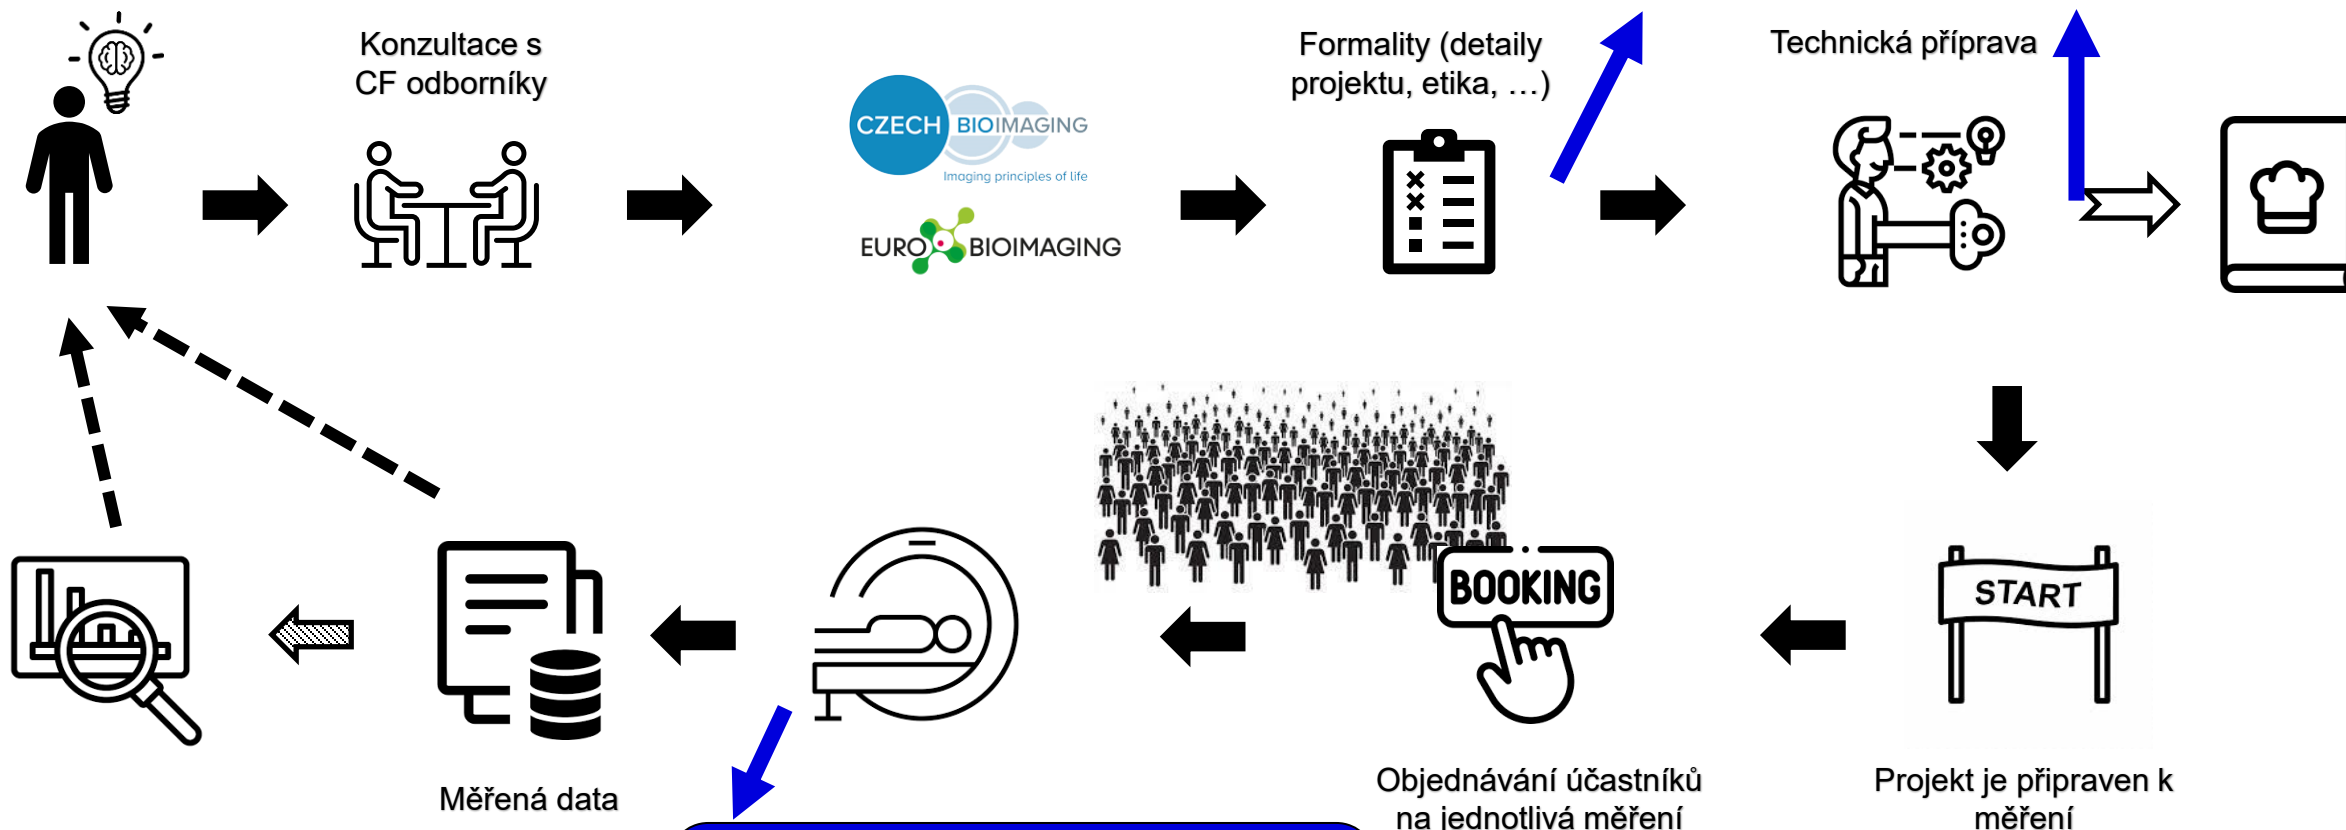 Konzultace s
CF odborníky
CZECH BIOIMAGING
Imaging principles of life
EURO BIOIMAGING
Formality (detaily
projektu, etika, …)
Technická příprava
BOOKING
START
Měřená data
Objednávání účastníků
na jednotlivá měření
Projekt je připraven k
měření